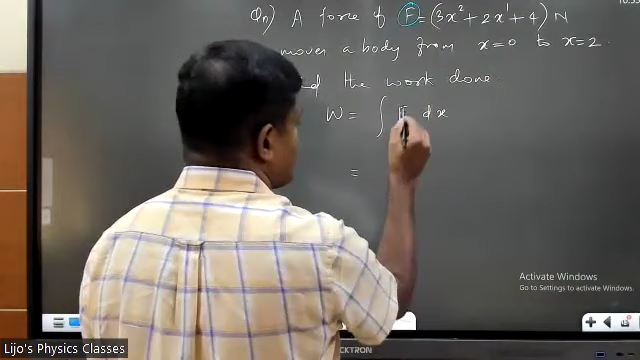 Qn) A force of F = (3x² + 2x¹ + 4) N
moves a body from x=0 to x=2.
the work done.
W = ∫ F dx
=
Activate Windows
Go to Settings to activate Windows.
Lijo's Physics Classes